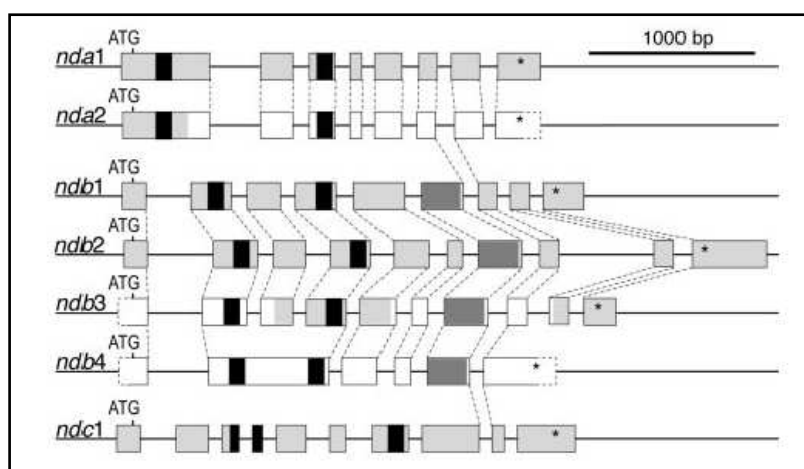 ATG
1000 bp
nda1
*
ATG
nda2
*
ATG
ndb1
*
ATG
ndb2
*
ATG
ndb3
*
ATG
ndb4
*
ATG
ndc1
*